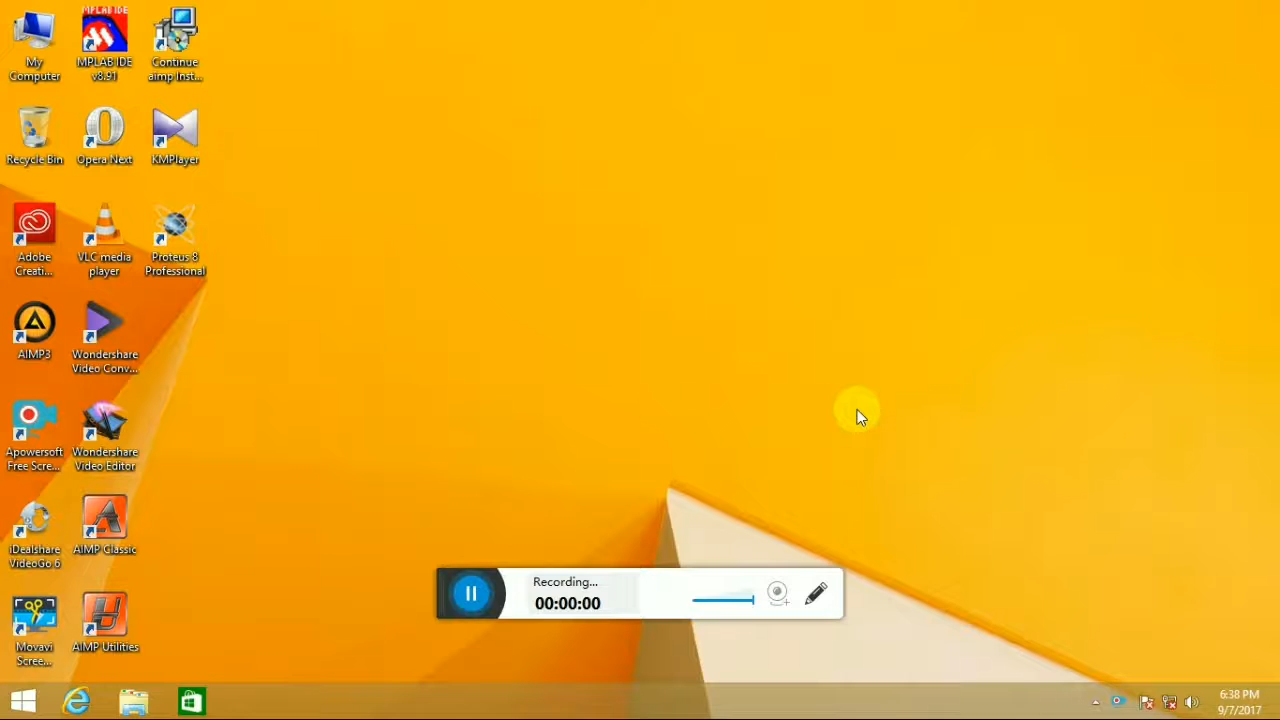 My
Computer
MPLAB IDE
MPLAB IDE
v8.91
Continue
aimp Inst...
Recycle Bin
Opera Next
KMPlayer
Adobe
Creati...
VLC media
player
Proteus 8
Professional
AIMP3
Wondershare
Video Conv...
Apowersoft
Free Scre...
Wondershare
Video Editor
iDealshare
VideoGo 6
AIMP Classic
Movavi
Scree...
AIMP Utilities
Recording...
00:00:00
6:38 PM
9/7/2017